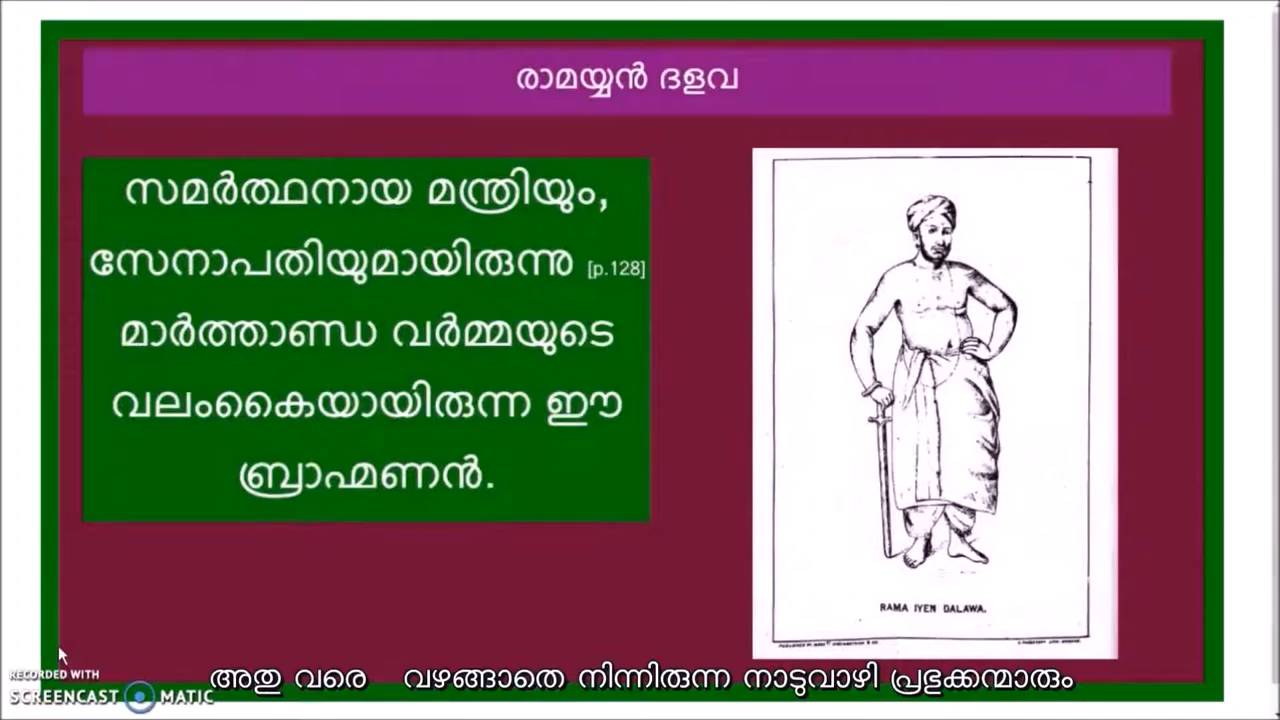 രാമയ്യൻ ദളവ
സമർത്ഥനായ മന്ത്രിയും,
സേനാപതിയുമായിരുന്നു [p.128]
മാർത്താണ്ഡ വർമ്മയുടെ
വലംകൈയായിരുന്ന ഈ
ബ്രാഹ്മണൻ.
RAMA IYEN DALAWA.
അതു വരെ വഴങ്ങാതെ നിന്നിരുന്ന നാടുവാഴി പ്രഭുക്കന്മാരും
RECORDED WITH
SCREENCAST MATIC